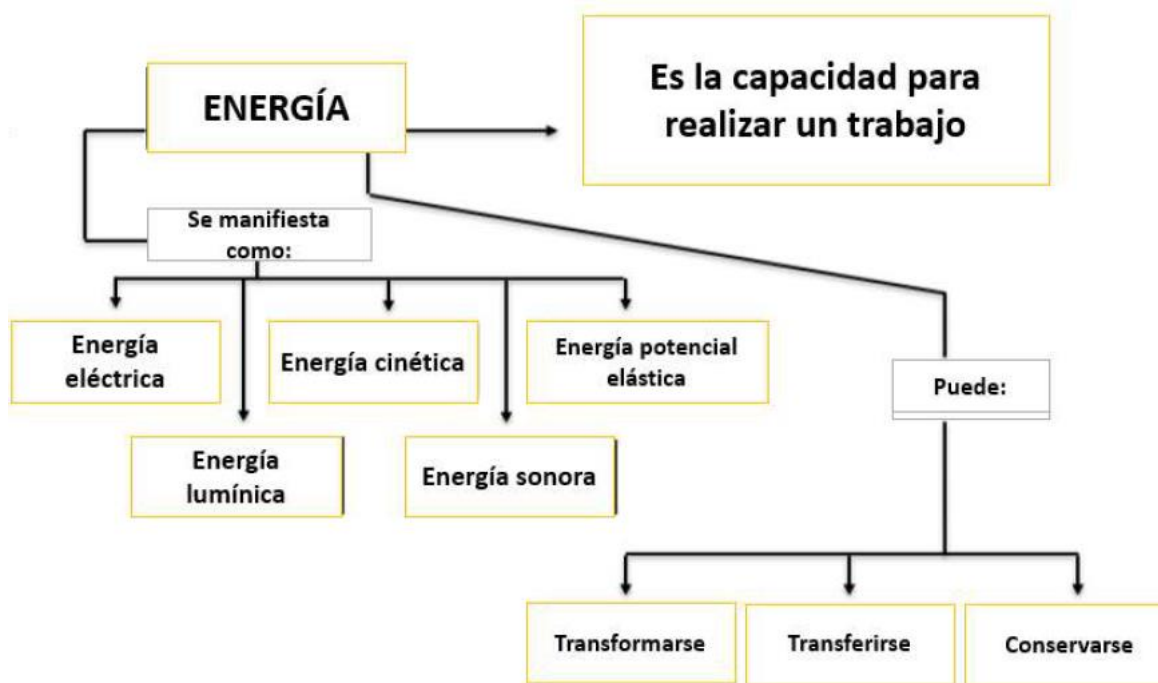 ENERGÍA
Es la capacidad para
realizar un trabajo
Se manifiesta
como:
Energía
eléctrica
Energía cinética
Energía potencial
elástica
Energía
lumínica
Energía sonora
Puede:
Transformarse
Transferirse
Conservarse